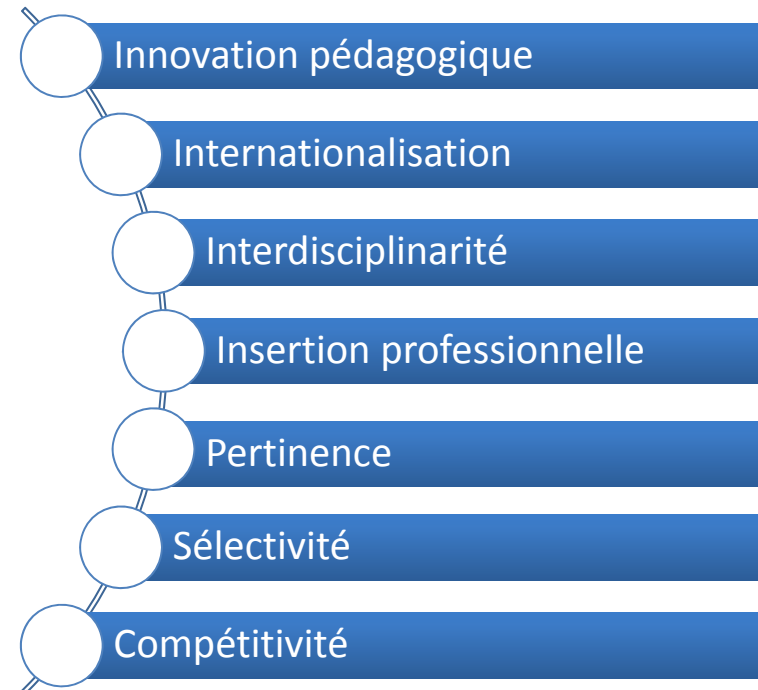 Innovation pédagogique
Internationalisation
Interdisciplinarité
Insertion professionnelle
Pertinence
Sélectivité
Compétitivité